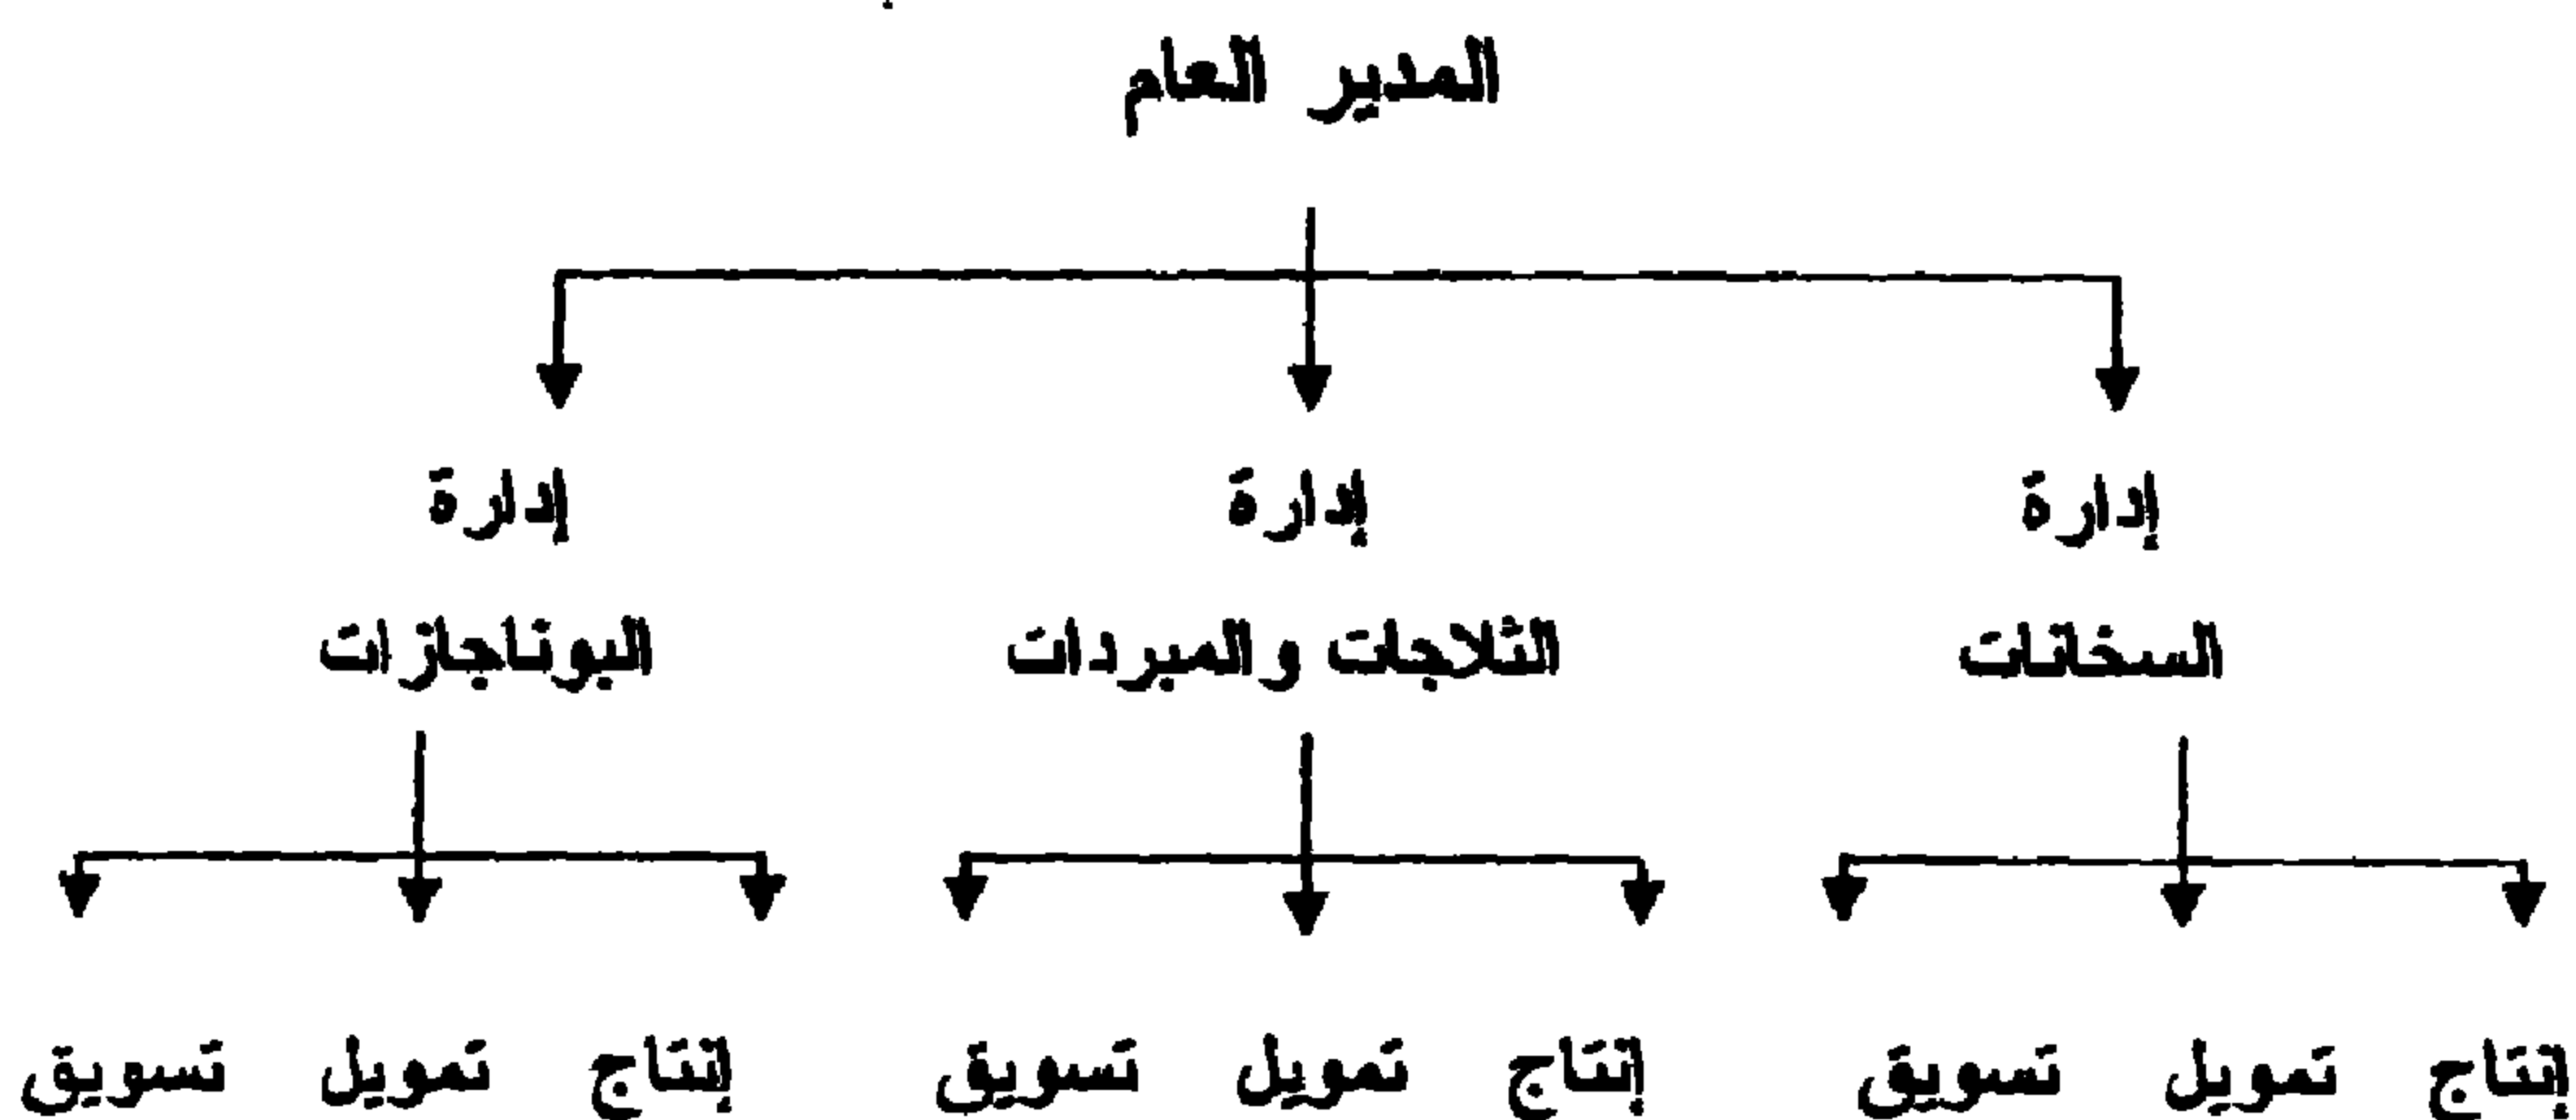 المدير العام
إدارة إدارة إدارة
السخانات الثلاجات والمبردات البوناجازات
إنتاج تمويل تسويق إنتاج تمويل تسويق إنتاج تمويل تسويق